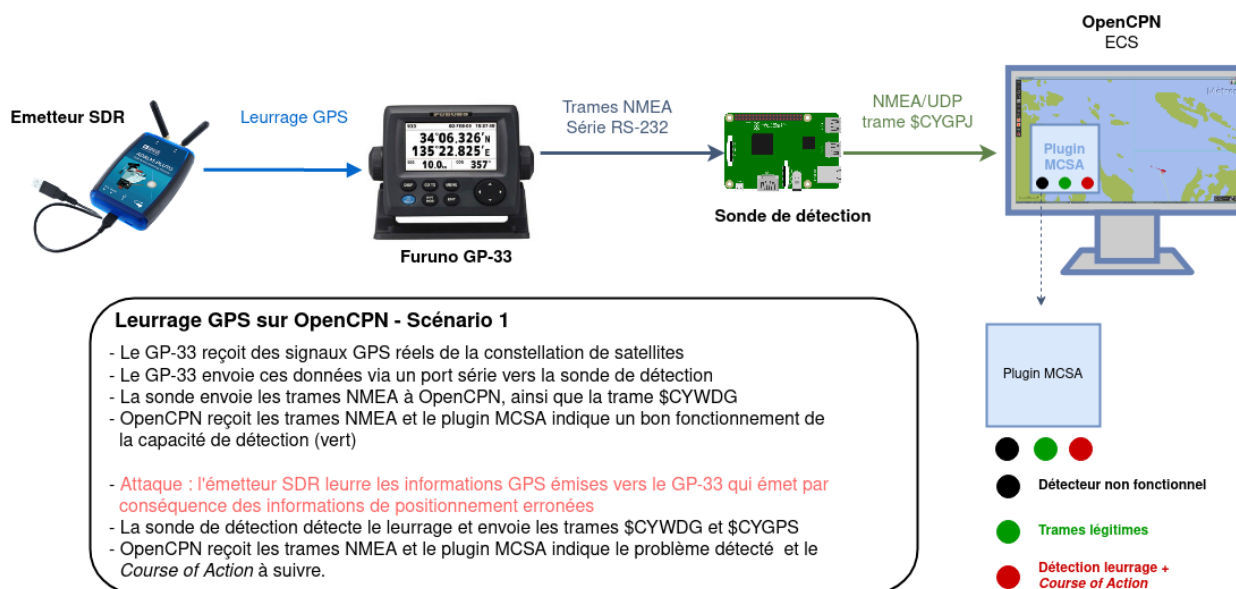 OpenCPN
ECS
Emetteur SDR
Leurrage GPS
FURUNO
34°06.326'N
135°22.825'E
10.0
357°
Furuno GP-33
Trames NMEA
Série RS-232
Sonde de détection
NMEA/UDP
trame $CYGPJ
Plugin
MCSA
ADALM-PLUTO
Leurrage GPS sur OpenCPN - Scénario 1
- Le GP-33 reçoit des signaux GPS réels de la constellation de satellites
- Le GP-33 envoie ces données via un port série vers la sonde de détection
- La sonde envoie les trames NMEA à OpenCPN, ainsi que la trame $CYWDG
- OpenCPN reçoit les trames NMEA et le plugin MCSA indique un bon fonctionnement de
la capacité de détection (vert)
- Attaque : l'émetteur SDR leurre les informations GPS émises vers le GP-33 qui émet par
conséquence des informations de positionnement erronées
- La sonde de détection détecte le leurrage et envoie les trames $CYWDG et $CYGPS
- OpenCPN reçoit les trames NMEA et le plugin MCSA indique le problème détecté et le
Course of Action à suivre.
Plugin MCSA
Détecteur non fonctionnel
Trames légitimes
Détection leurrage +
Course of Action